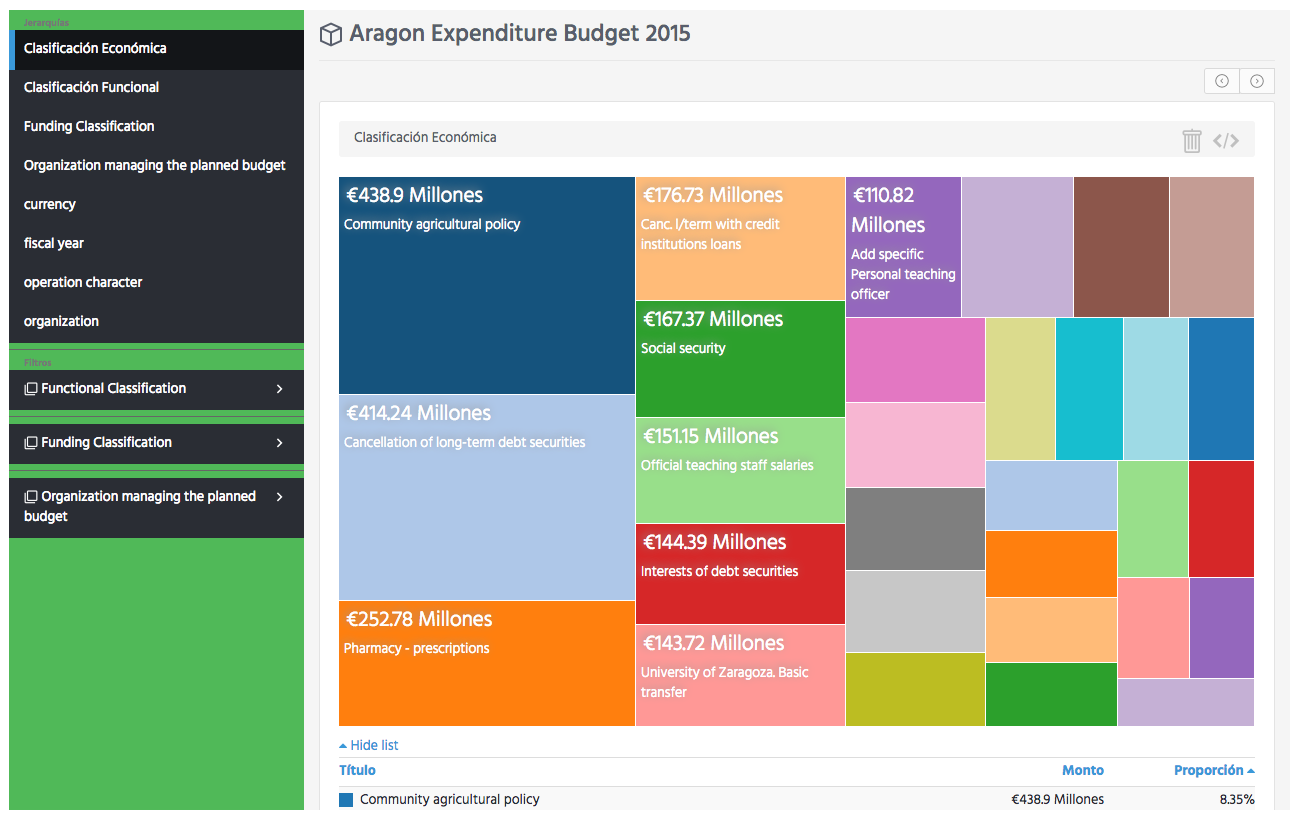 Jerarquías
Clasificación Económica
Clasificación Funcional
Funding Classification
Organization managing the planned budget
currency
fiscal year
operation character
organization
Filtros
Functional Classification
Funding Classification
Organization managing the planned
budget
Aragon Expenditure Budget 2015
Clasificación Económica
€438.9 Millones
Community agricultural policy
€414.24 Millones
Cancellation of long-term debt securities
€252.78 Millones
Pharmacy - prescriptions
€176.73 Millones
Canc. l/term with credit
institutions loans
€167.37 Millones
Social security
€151.15 Millones
Official teaching staff salaries
€144.39 Millones
Interests of debt securities
€143.72 Millones
University of Zaragoza. Basic
transfer
€110.82
Millones
Add specific
Personal teaching
officer
Hide list
Título Monto Proporción
Community agricultural policy €438.9 Millones 8.35%